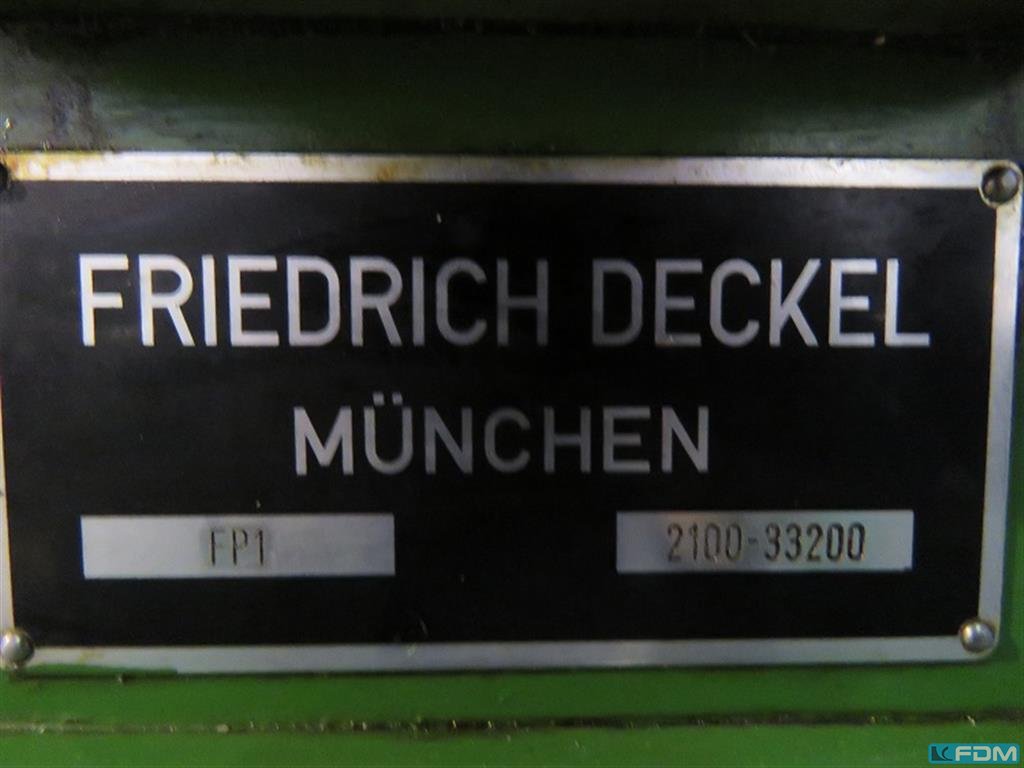 FRIEDRICH DECKEL
MÜNCHEN
FP1 2100-33200
FDM